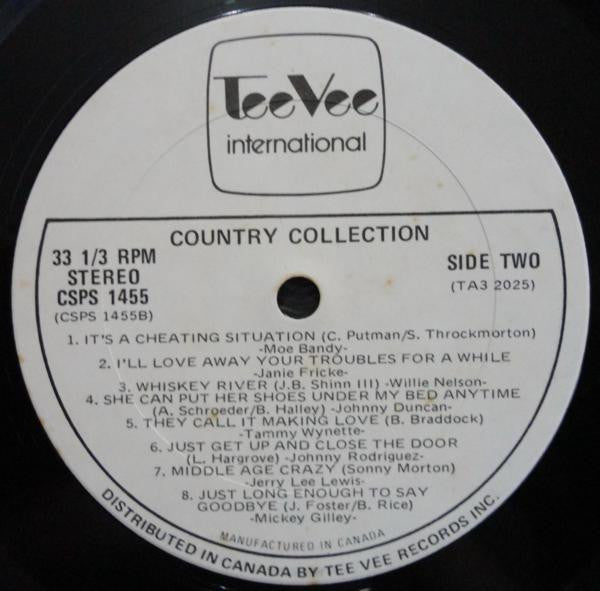 TeeVee
international
COUNTRY COLLECTION
33 1/3 RPM
STEREO
CSPS 1455
(CSPS 1455B)
SIDE TWO
(TA3 2025)
1. IT'S A CHEATING SITUATION (C. Putman/S. Throckmorton)
-Moe Bandy-
2. I'LL LOVE AWAY YOUR TROUBLES FOR A WHILE
-Janie Fricke-
3. WHISKEY RIVER (J.B. Shinn III) -Willie Nelson-
4. SHE CAN PUT HER SHOES UNDER MY BED ANYTIME
(A. Schroeder/B. Halley) -Johnny Duncan-
5. THEY CALL IT MAKING LOVE (B. Braddock)
-Tammy Wynette-
6. JUST GET UP AND CLOSE THE DOOR
(L. Hargrove) -Johnny Rodriguez-
7. MIDDLE AGE CRAZY (Sonny Morton)
-Jerry Lee Lewis-
8. JUST LONG ENOUGH TO SAY
GOODBYE (J. Foster/B. Rice)
-Mickey Gilley-
MANUFACTURED IN CANADA
DISTRIBUTED IN CANADA BY TEE VEE RECORDS INC.